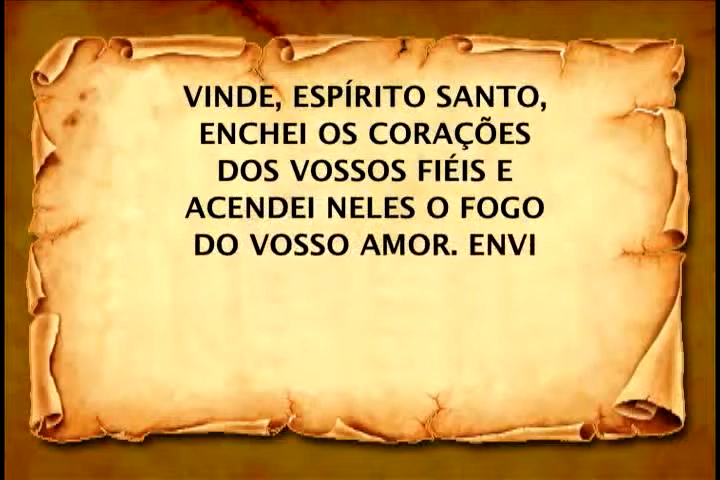 VINDE, ESPÍRITO SANTO,
ENCHEI OS CORAÇÕES
DOS VOSSOS FIÉIS E
ACENDEI NELES O FOGO
DO VOSSO AMOR. ENVI